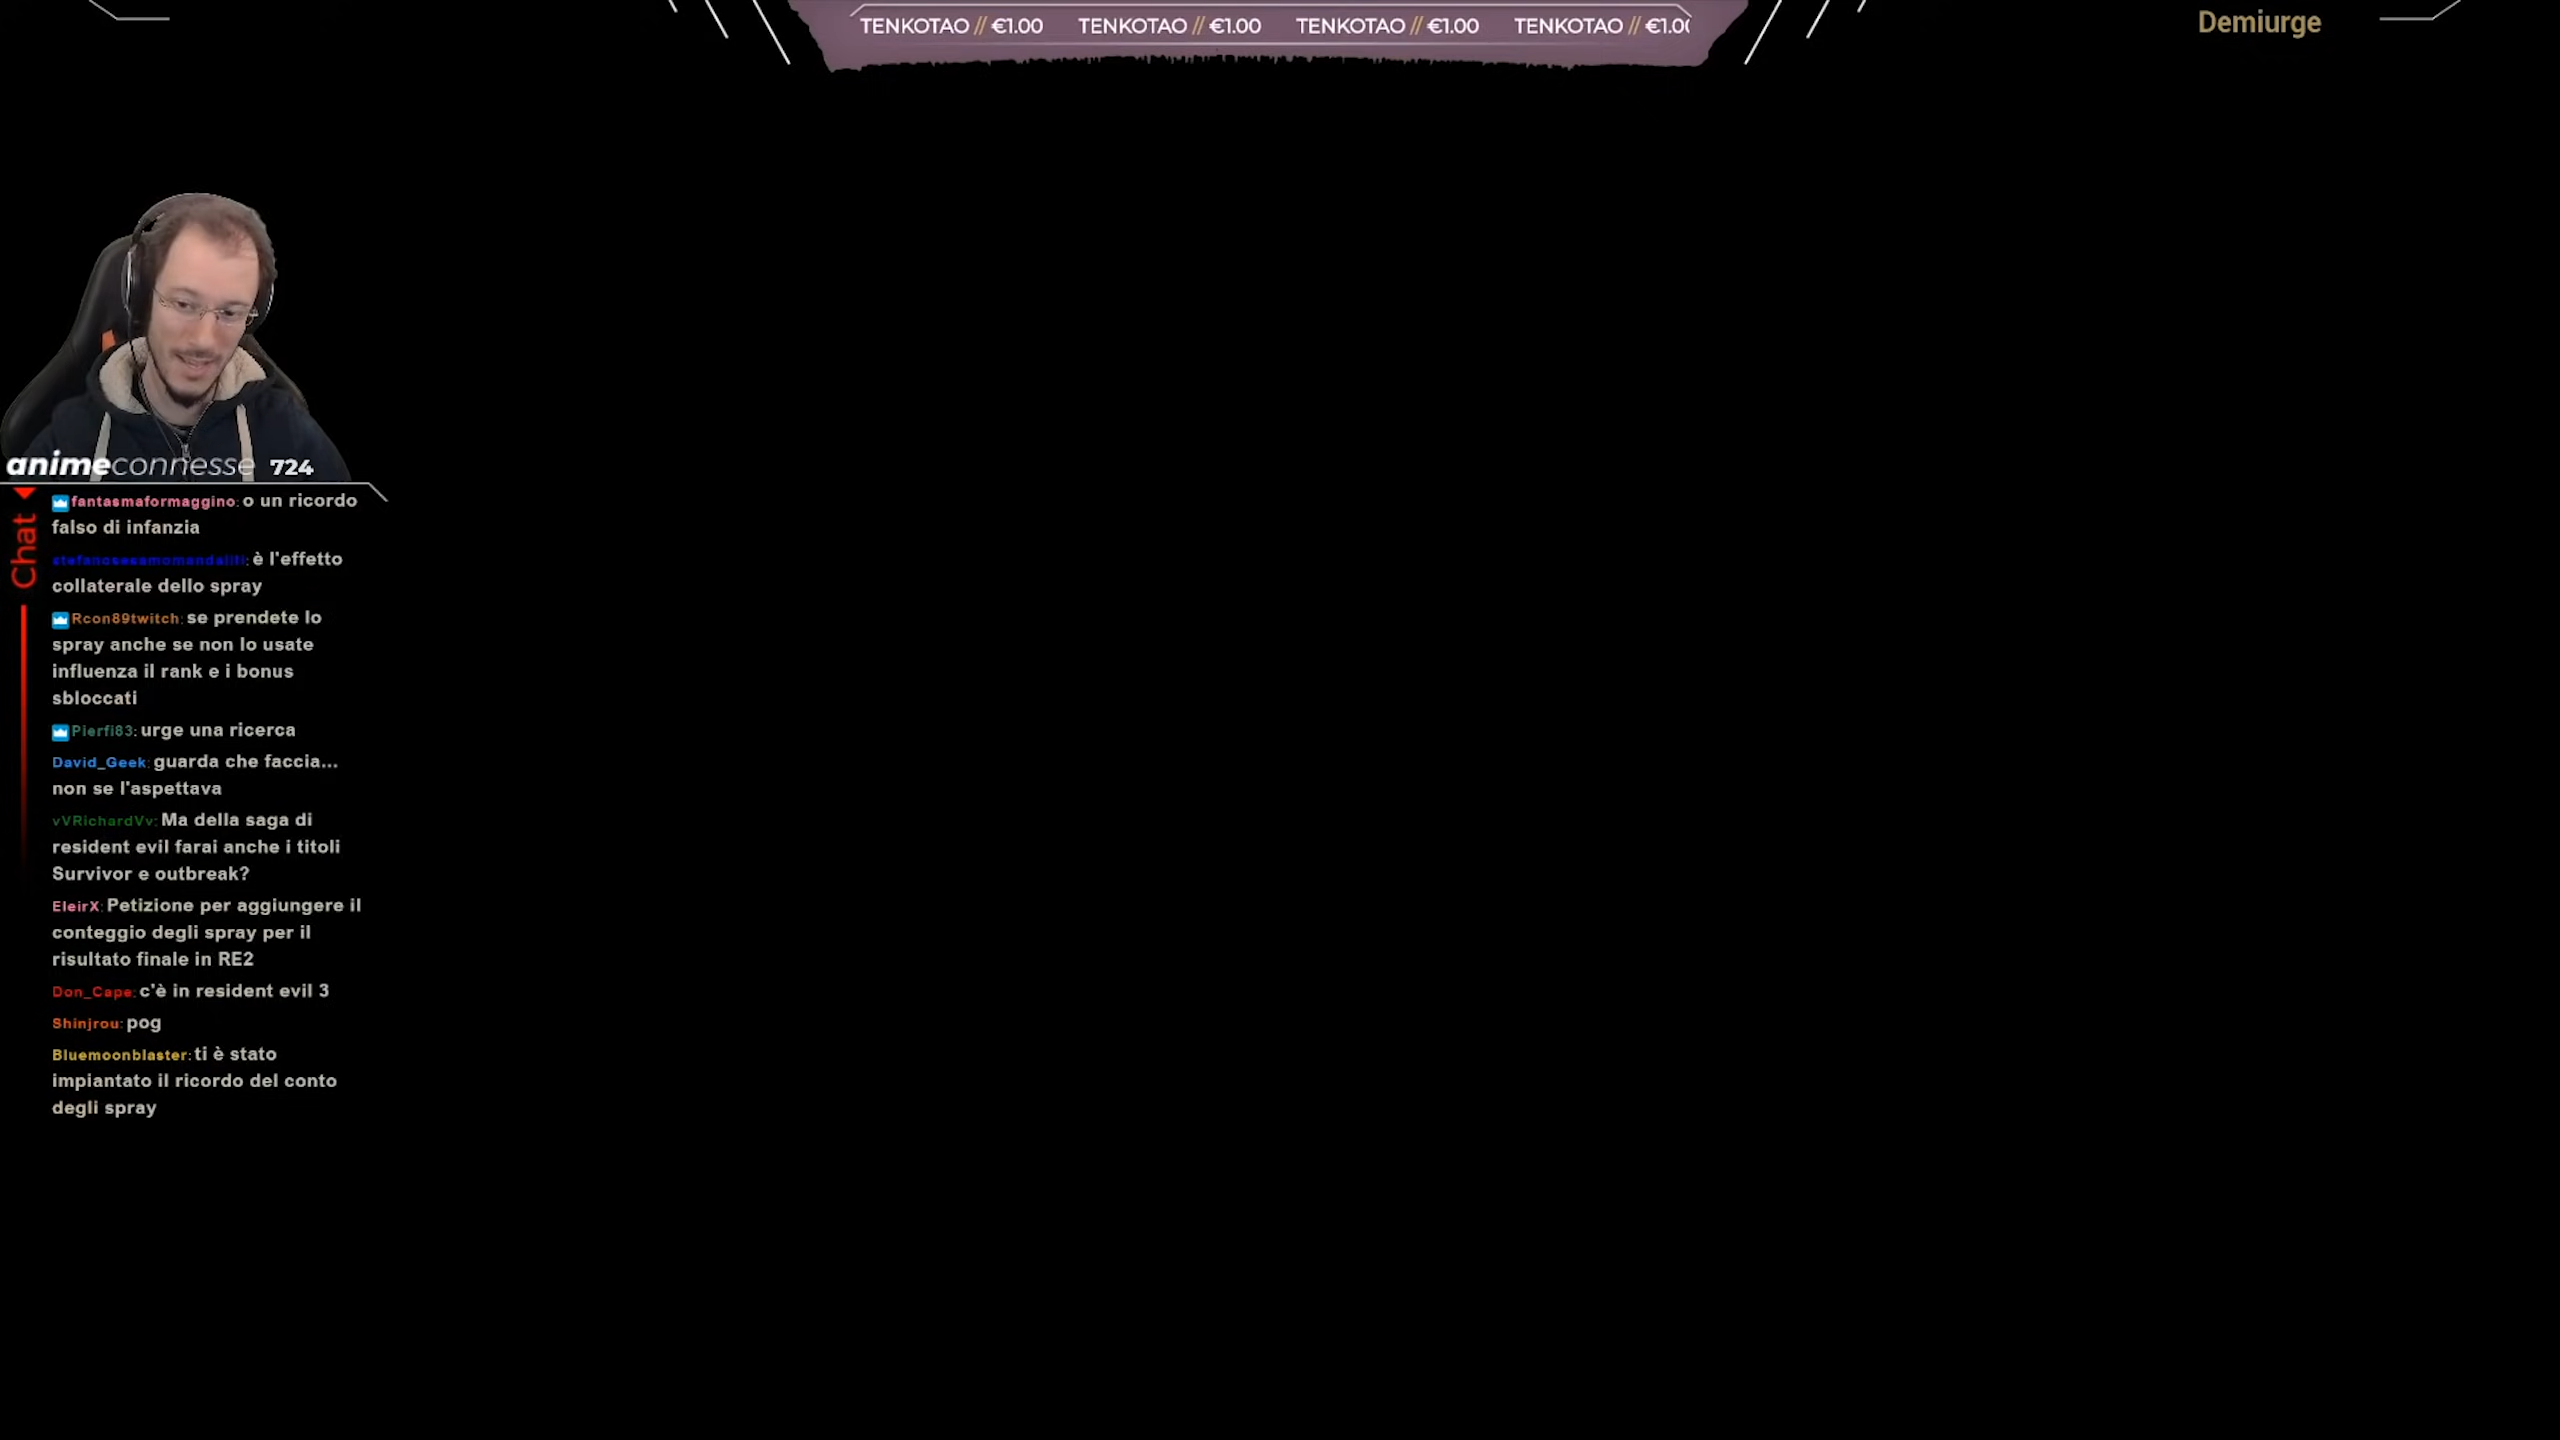 TENKOTAO // €1.00 TENKOTAO // €1.00 TENKOTAO // €1.00 TENKOTAO // €1.0
Demiurge
animeconnesse 724
Chat
fantasmaformaggino: o un ricordo
falso di infanzia
è l'effetto
collaterale dello spray
Rcon89twitch: se prendete lo
spray anche se non lo usate
influenza il rank e i bonus
sbloccati
Pierfi83: urge una ricerca
David_Geek: guarda che faccia...
non se l'aspettava
vVRichardVv: Ma della saga di
resident evil farai anche i titoli
Survivor e outbreak?
EleirX: Petizione per aggiungere il
conteggio degli spray per il
risultato finale in RE2
Don_Cape: c'è in resident evil 3
Shinjrou: pog
Bluemoonblaster: ti è stato
impiantato il ricordo del conto
degli spray